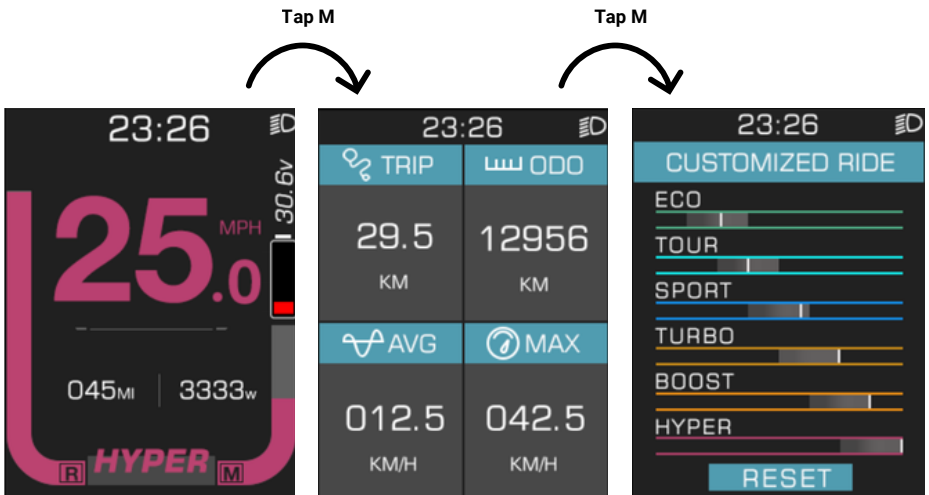 Tap M
Tap M
23:26
30.6v
25.0 MPH
045MI
3333w
R HYPER M
23:26
TRIP
ODO
29.5
KM
12956
KM
AVG
MAX
012.5
KM/H
042.5
KM/H
23:26
CUSTOMIZED RIDE
ECO
TOUR
SPORT
TURBO
BOOST
HYPER
RESET